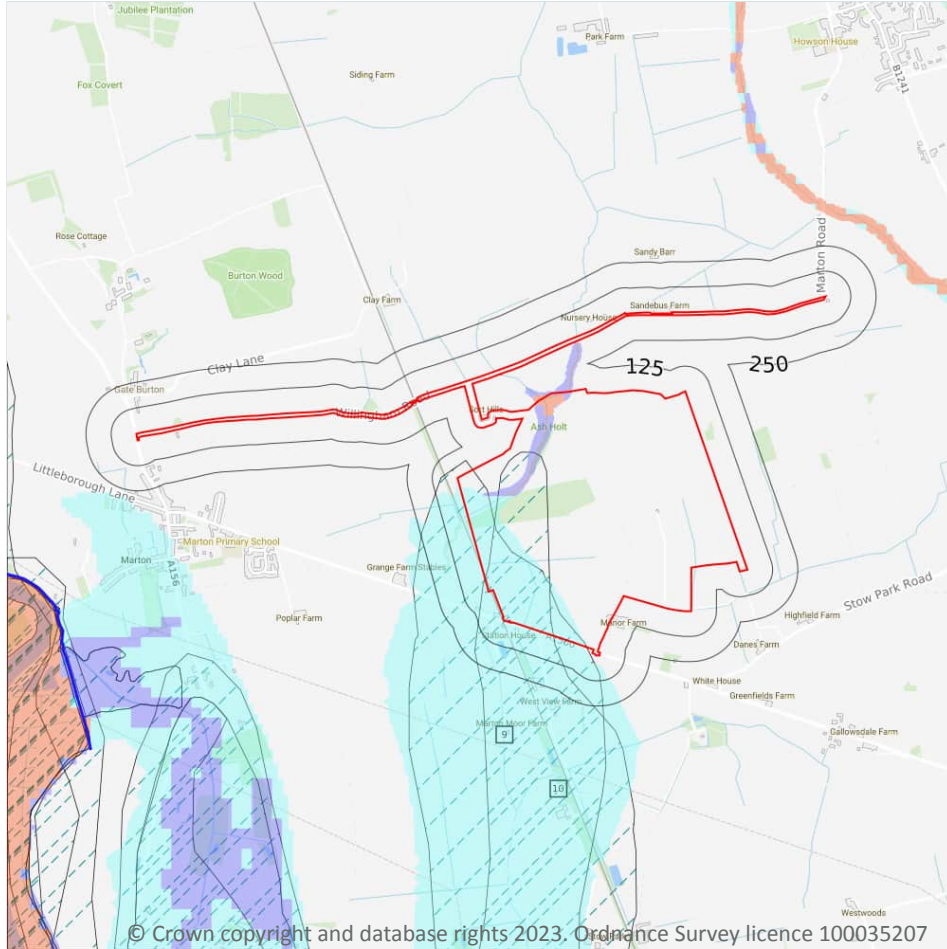 Jubilee Plantation
Park Farm
Howson House
B1241
Siding Farm
Fox Covert
Rose Cottage
Marton Road
Sandy Barr
Burton Wood
Clay Farm
Sandebus Farm
Nursery House
Clay Lane
125
250
Gate Burton
Willingham Road
Ash Holt
Littleborough Lane
Marton Primary School
Marton
A156
Grange Farm Stables
Stow Park Road
Poplar Farm
Manor Farm
Highfield Farm
Station House
Danes Farm
White House
West View Farm
Greenfields Farm
Marton Moor Farm
9
Gallowsdale Farm
10
Westwoods
© Crown copyright and database rights 2023. Ordnance Survey licence 100035207